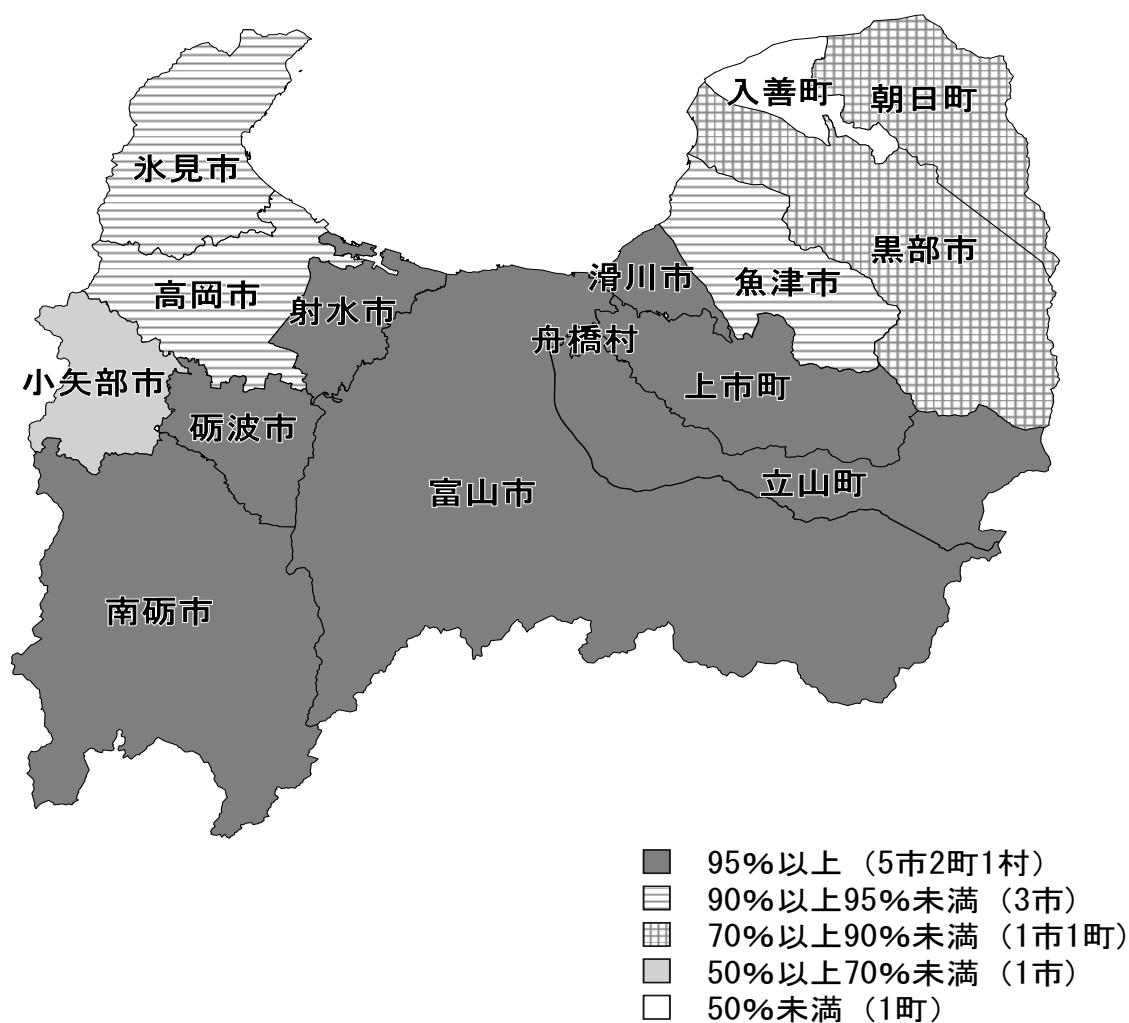 入善町
朝日町
氷見市
黒部市
滑川市
魚津市
高岡市
射水市
舟橋村
小矢部市
上市町
砺波市
富山市
立山町
南砺市
95%以上（5市2町1村）
90%以上95%未満（3市）
70%以上90%未満（1市1町）
50%以上70%未満（1市）
50%未満（1町）